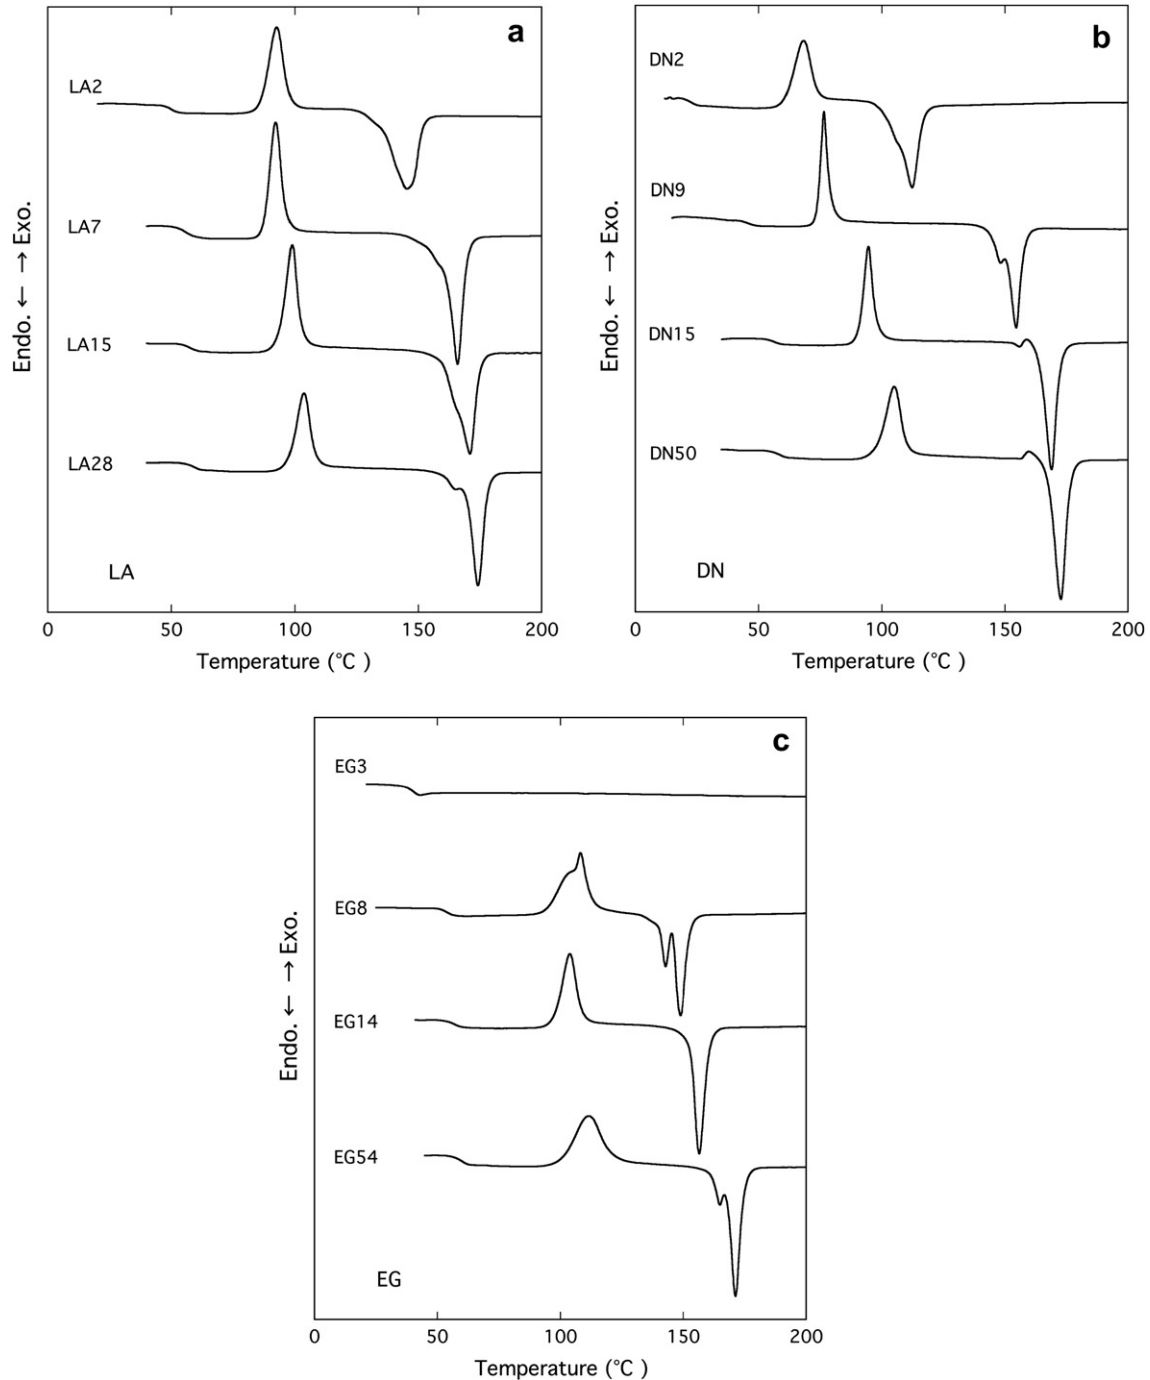 a
LA2
LA7
LA15
LA28
LA
Endo. ← → Exo.
0 50 100 150 200
Temperature (°C )
b
DN2
DN9
DN15
DN50
DN
Endo. ← → Exo.
0 50 100 150 200
Temperature (°C )
c
EG3
EG8
EG14
EG54
EG
Endo. ← → Exo.
0 50 100 150 200
Temperature (°C )